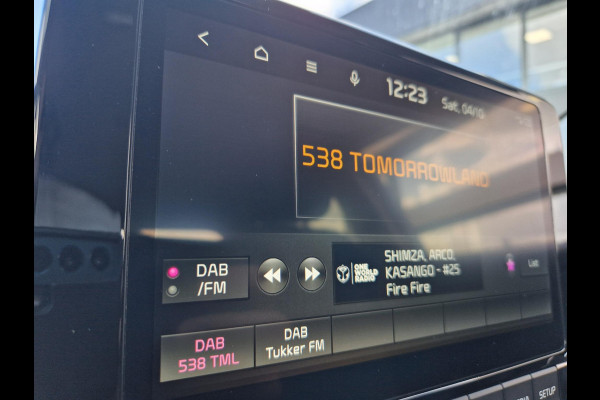 12:23
Sat. 04/10
538 TOMORROWLAND
DAB
/FM
ONE
WORLD
RADIO
SHIMZA, ARCO,
KASANGO - #25
Fire Fire
List
DAB
538 TML
DAB
Tukker FM
SETUP